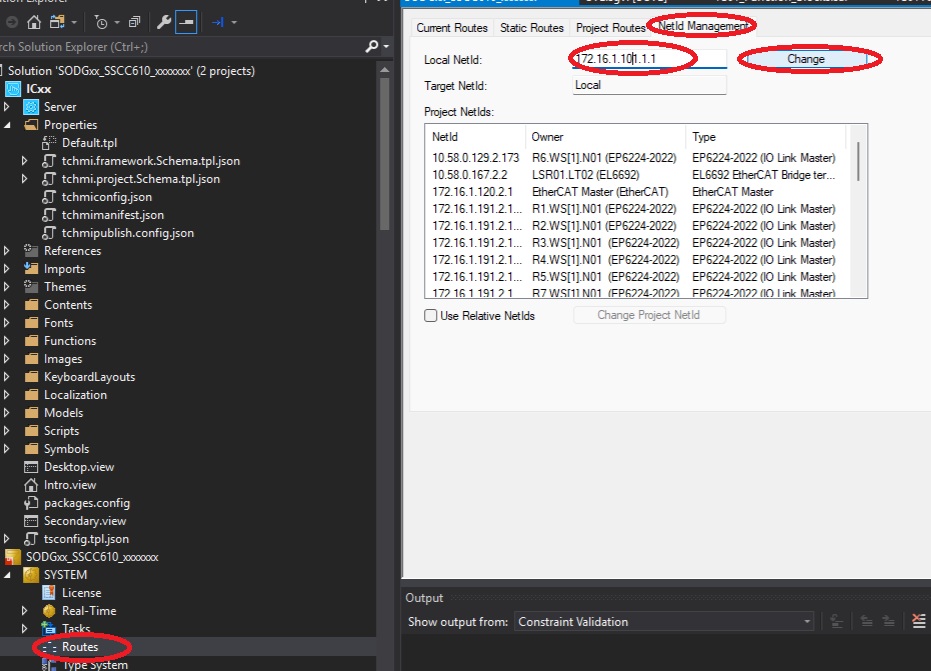 SODGxx_SSCC610_xxxxxxx
Solution Explorer
Search Solution Explorer (Ctrl+;)
Solution 'SODGxx_SSCC610_xxxxxxx' (2 projects)
ICxx
Server
Properties
Default.tpl
tchmi.framework.Schema.tpl.json
tchmi.project.Schema.tpl.json
tchmiconfig.json
tchmimanifest.json
tchmipublish.config.json
References
Imports
Themes
Contents
Fonts
Functions
Images
KeyboardLayouts
Localization
Models
Scripts
Symbols
Desktop.view
Intro.view
packages.config
Secondary.view
tsconfig.tpl.json
SODGxx_SSCC610_xxxxxxx
SYSTEM
License
Real-Time
Tasks
Routes
Type System
Current Routes Static Routes Project Routes NetId Management
Local NetId: 172.16.1.101.1.1 Change
Target NetId: Local
Project NetIds:
NetId Owner Type
10.58.0.129.2.173 R6.WS[1].N01 (EP6224-2022) EP6224-2022 (IO Link Master)
10.58.0.167.2.2 LSR01.LT02 (EL6692) EL6692 EtherCAT Bridge ter...
172.16.1.120.2.1 EtherCAT Master (EtherCAT) EtherCAT Master
172.16.1.191.2.1... R1.WS[1].N01 (EP6224-2022) EP6224-2022 (IO Link Master)
172.16.1.191.2.1... R2.WS[1].N01 (EP6224-2022) EP6224-2022 (IO Link Master)
172.16.1.191.2.1... R3.WS[1].N01 (EP6224-2022) EP6224-2022 (IO Link Master)
172.16.1.191.2.1... R4.WS[1].N01 (EP6224-2022) EP6224-2022 (IO Link Master)
172.16.1.191.2.1... R5.WS[1].N01 (EP6224-2022) EP6224-2022 (IO Link Master)
172.16.1.191.2.1... R7.WS[1].N01 (EP6224-2022) EP6224-2022 (IO Link Master)
Use Relative NetIds Change Project NetId
Output
Show output from: Constraint Validation